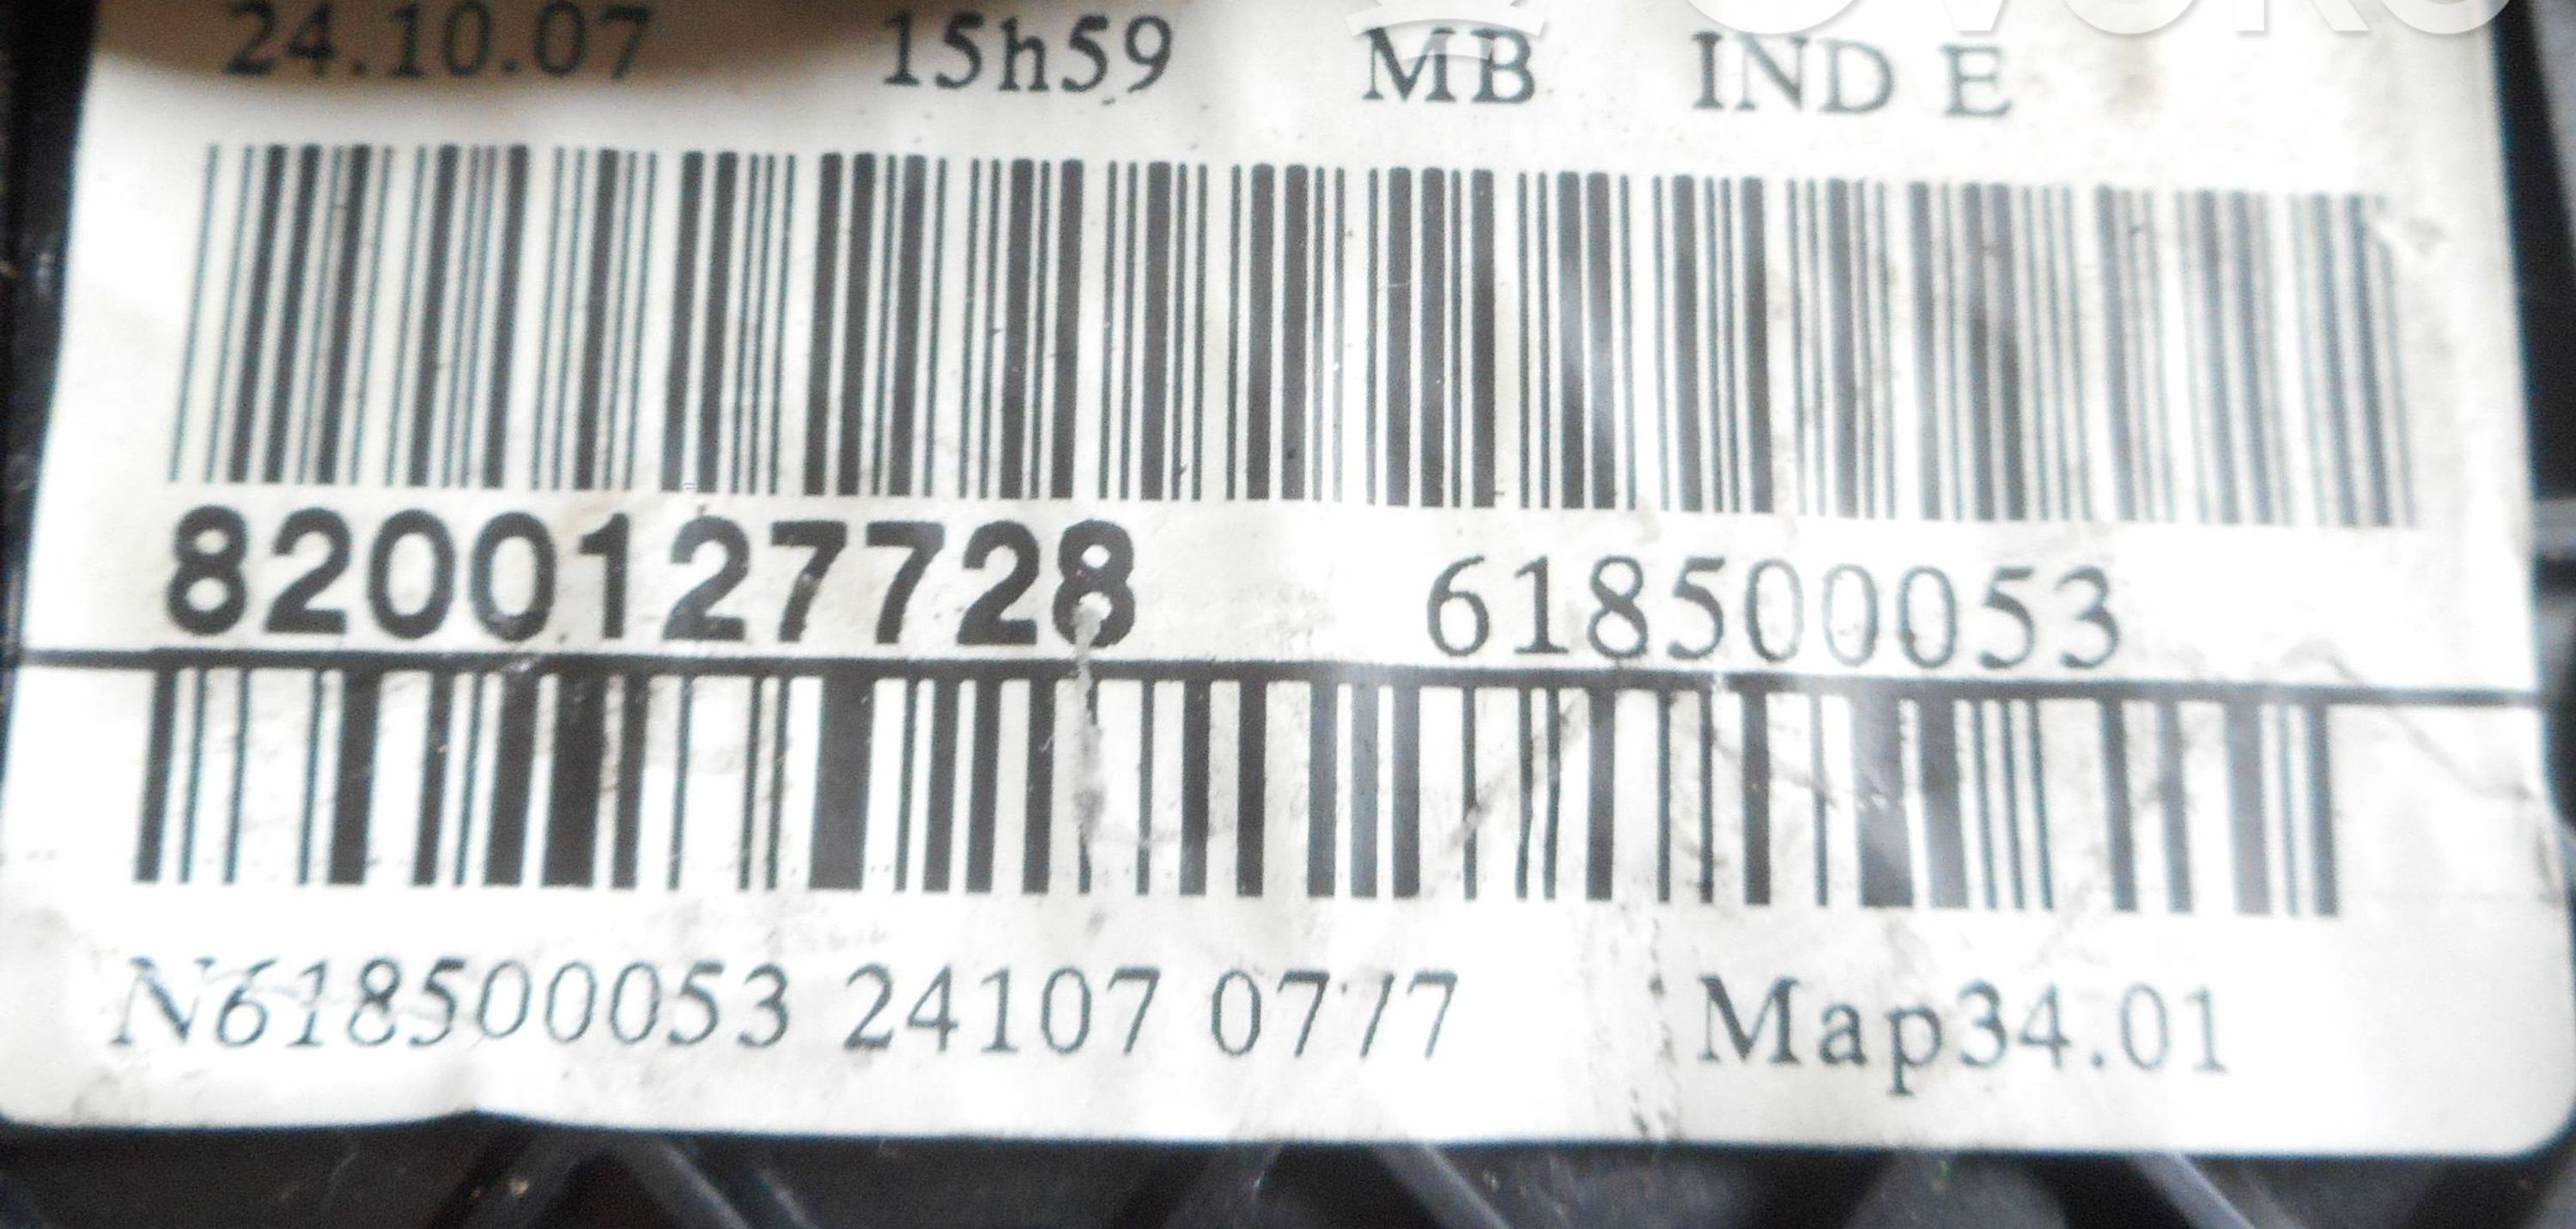 24.10.07 15h59 MB IND E
8200127728 618500053
N618500053 24107 0777 Map34.01